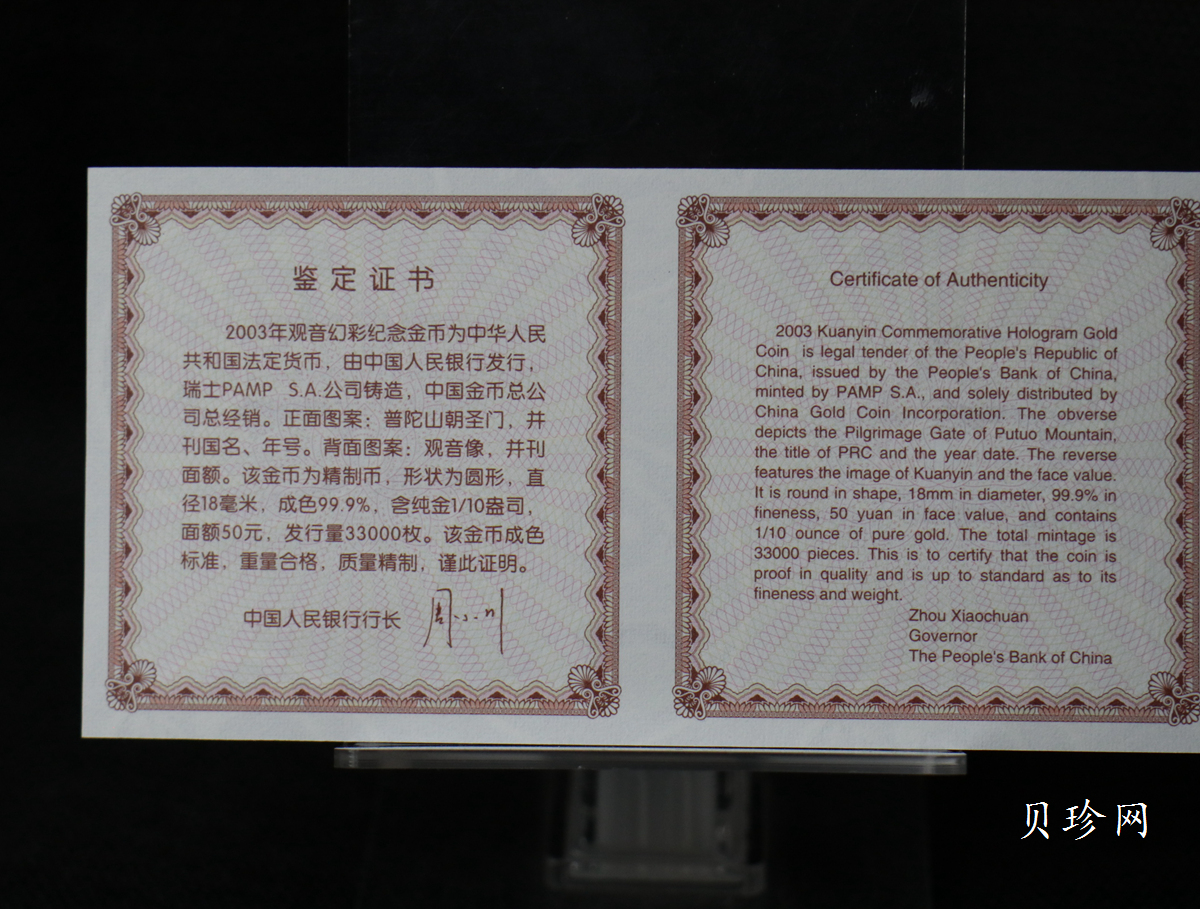 鉴定证书
2003年观音幻彩纪念金币为中华人民
共和国法定货币，由中国人民银行发行，
瑞士PAMP S.A.公司铸造，中国金币总公
司总经销。正面图案：普陀山朝圣门，并
刊国名、年号。背面图案：观音像，并刊
面额。该金币为精制币，形状为圆形，直
径18毫米，成色99.9%，含纯金1/10盎司，
面额50元，发行量33000枚。该金币成色
标准，重量合格，质量精制，谨此证明。
中国人民银行行长 周小川
Certificate of Authenticity
2003 Kuanyin Commemorative Hologram Gold
Coin is legal tender of the People's Republic of
China, issued by the People's Bank of China,
minted by PAMP S.A., and solely distributed by
China Gold Coin Incorporation. The obverse
depicts the Pilgrimage Gate of Putuo Mountain,
the title of PRC and the year date. The reverse
features the image of Kuanyin and the face value.
It is round in shape, 18mm in diameter, 99.9% in
fineness, 50 yuan in face value, and contains
1/10 ounce of pure gold. The total mintage is
33000 pieces. This is to certify that the coin is
proof in quality and is up to standard as to its
fineness and weight.
Zhou Xiaochuan
Governor
The People's Bank of China
贝珍网